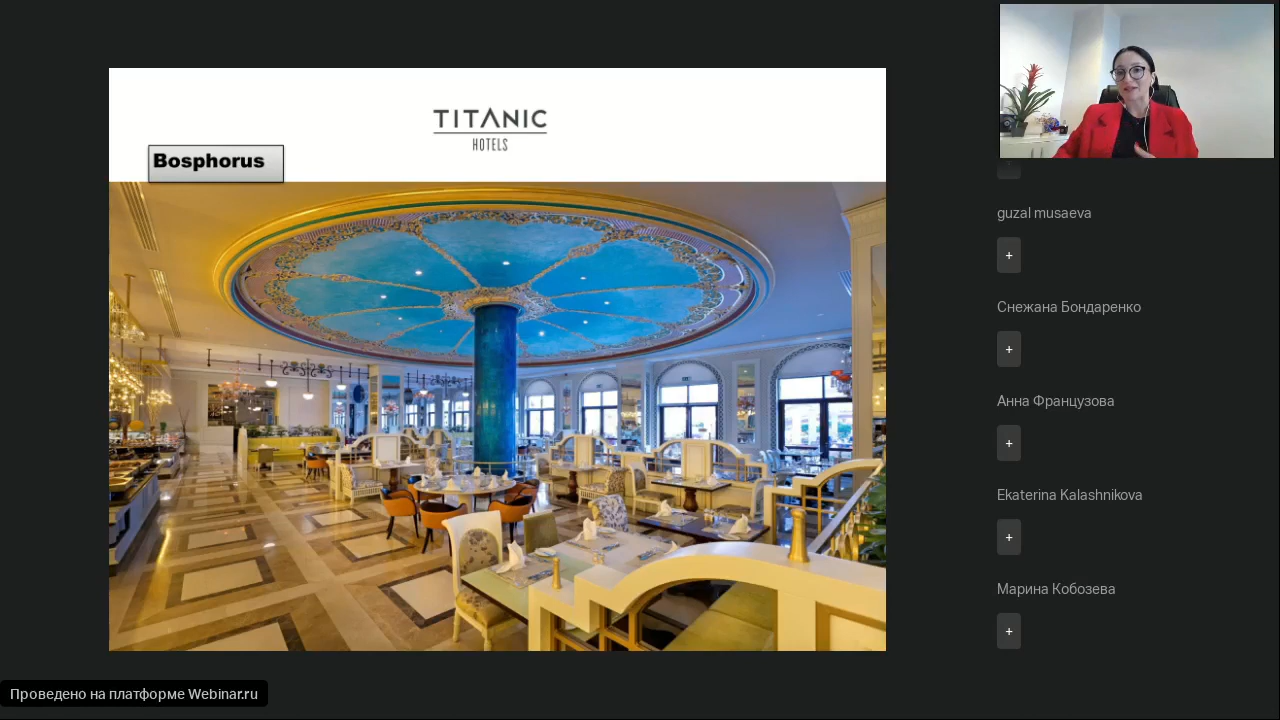 TITANIC
HOTELS
Bosphorus
guzal musaeva
+
Снежана Бондаренко
+
Анна Французова
+
Ekaterina Kalashnikova
+
Марина Кобозева
+
Проведено на платформе Webinar.ru